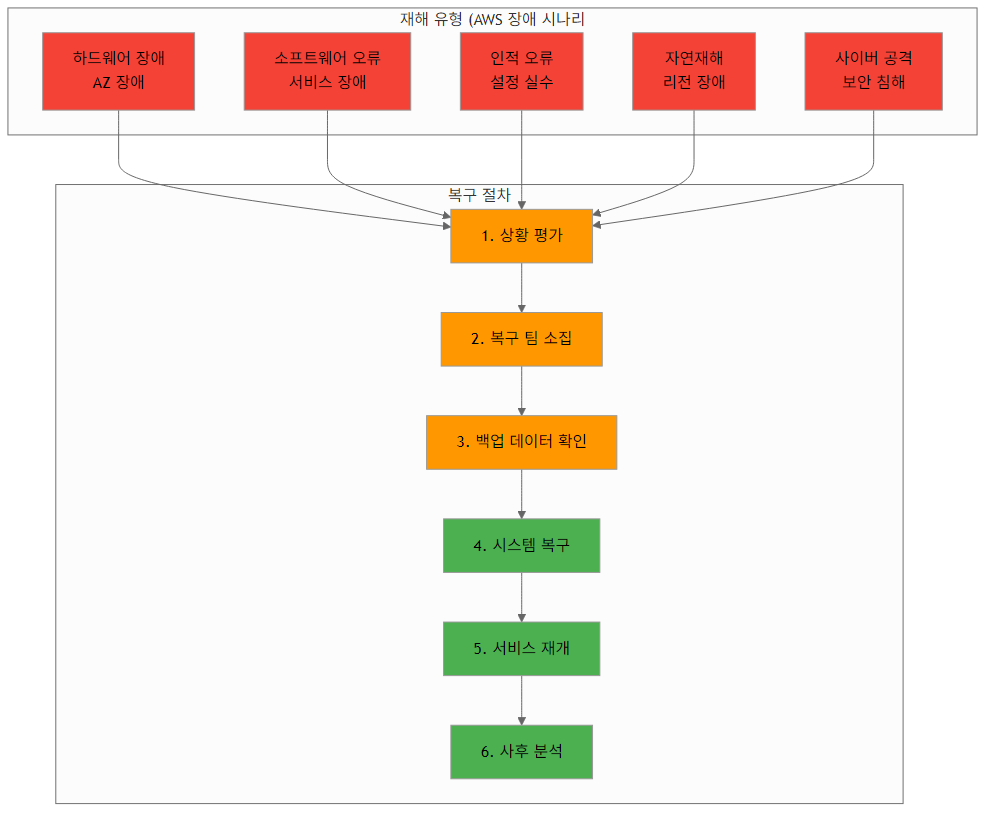 재해 유형 (AWS 장애 시나리
하드웨어 장애
AZ 장애
소프트웨어 오류
서비스 장애
인적 오류
설정 실수
자연재해
리전 장애
사이버 공격
보안 침해
복구 절차
1. 상황 평가
2. 복구 팀 소집
3. 백업 데이터 확인
4. 시스템 복구
5. 서비스 재개
6. 사후 분석